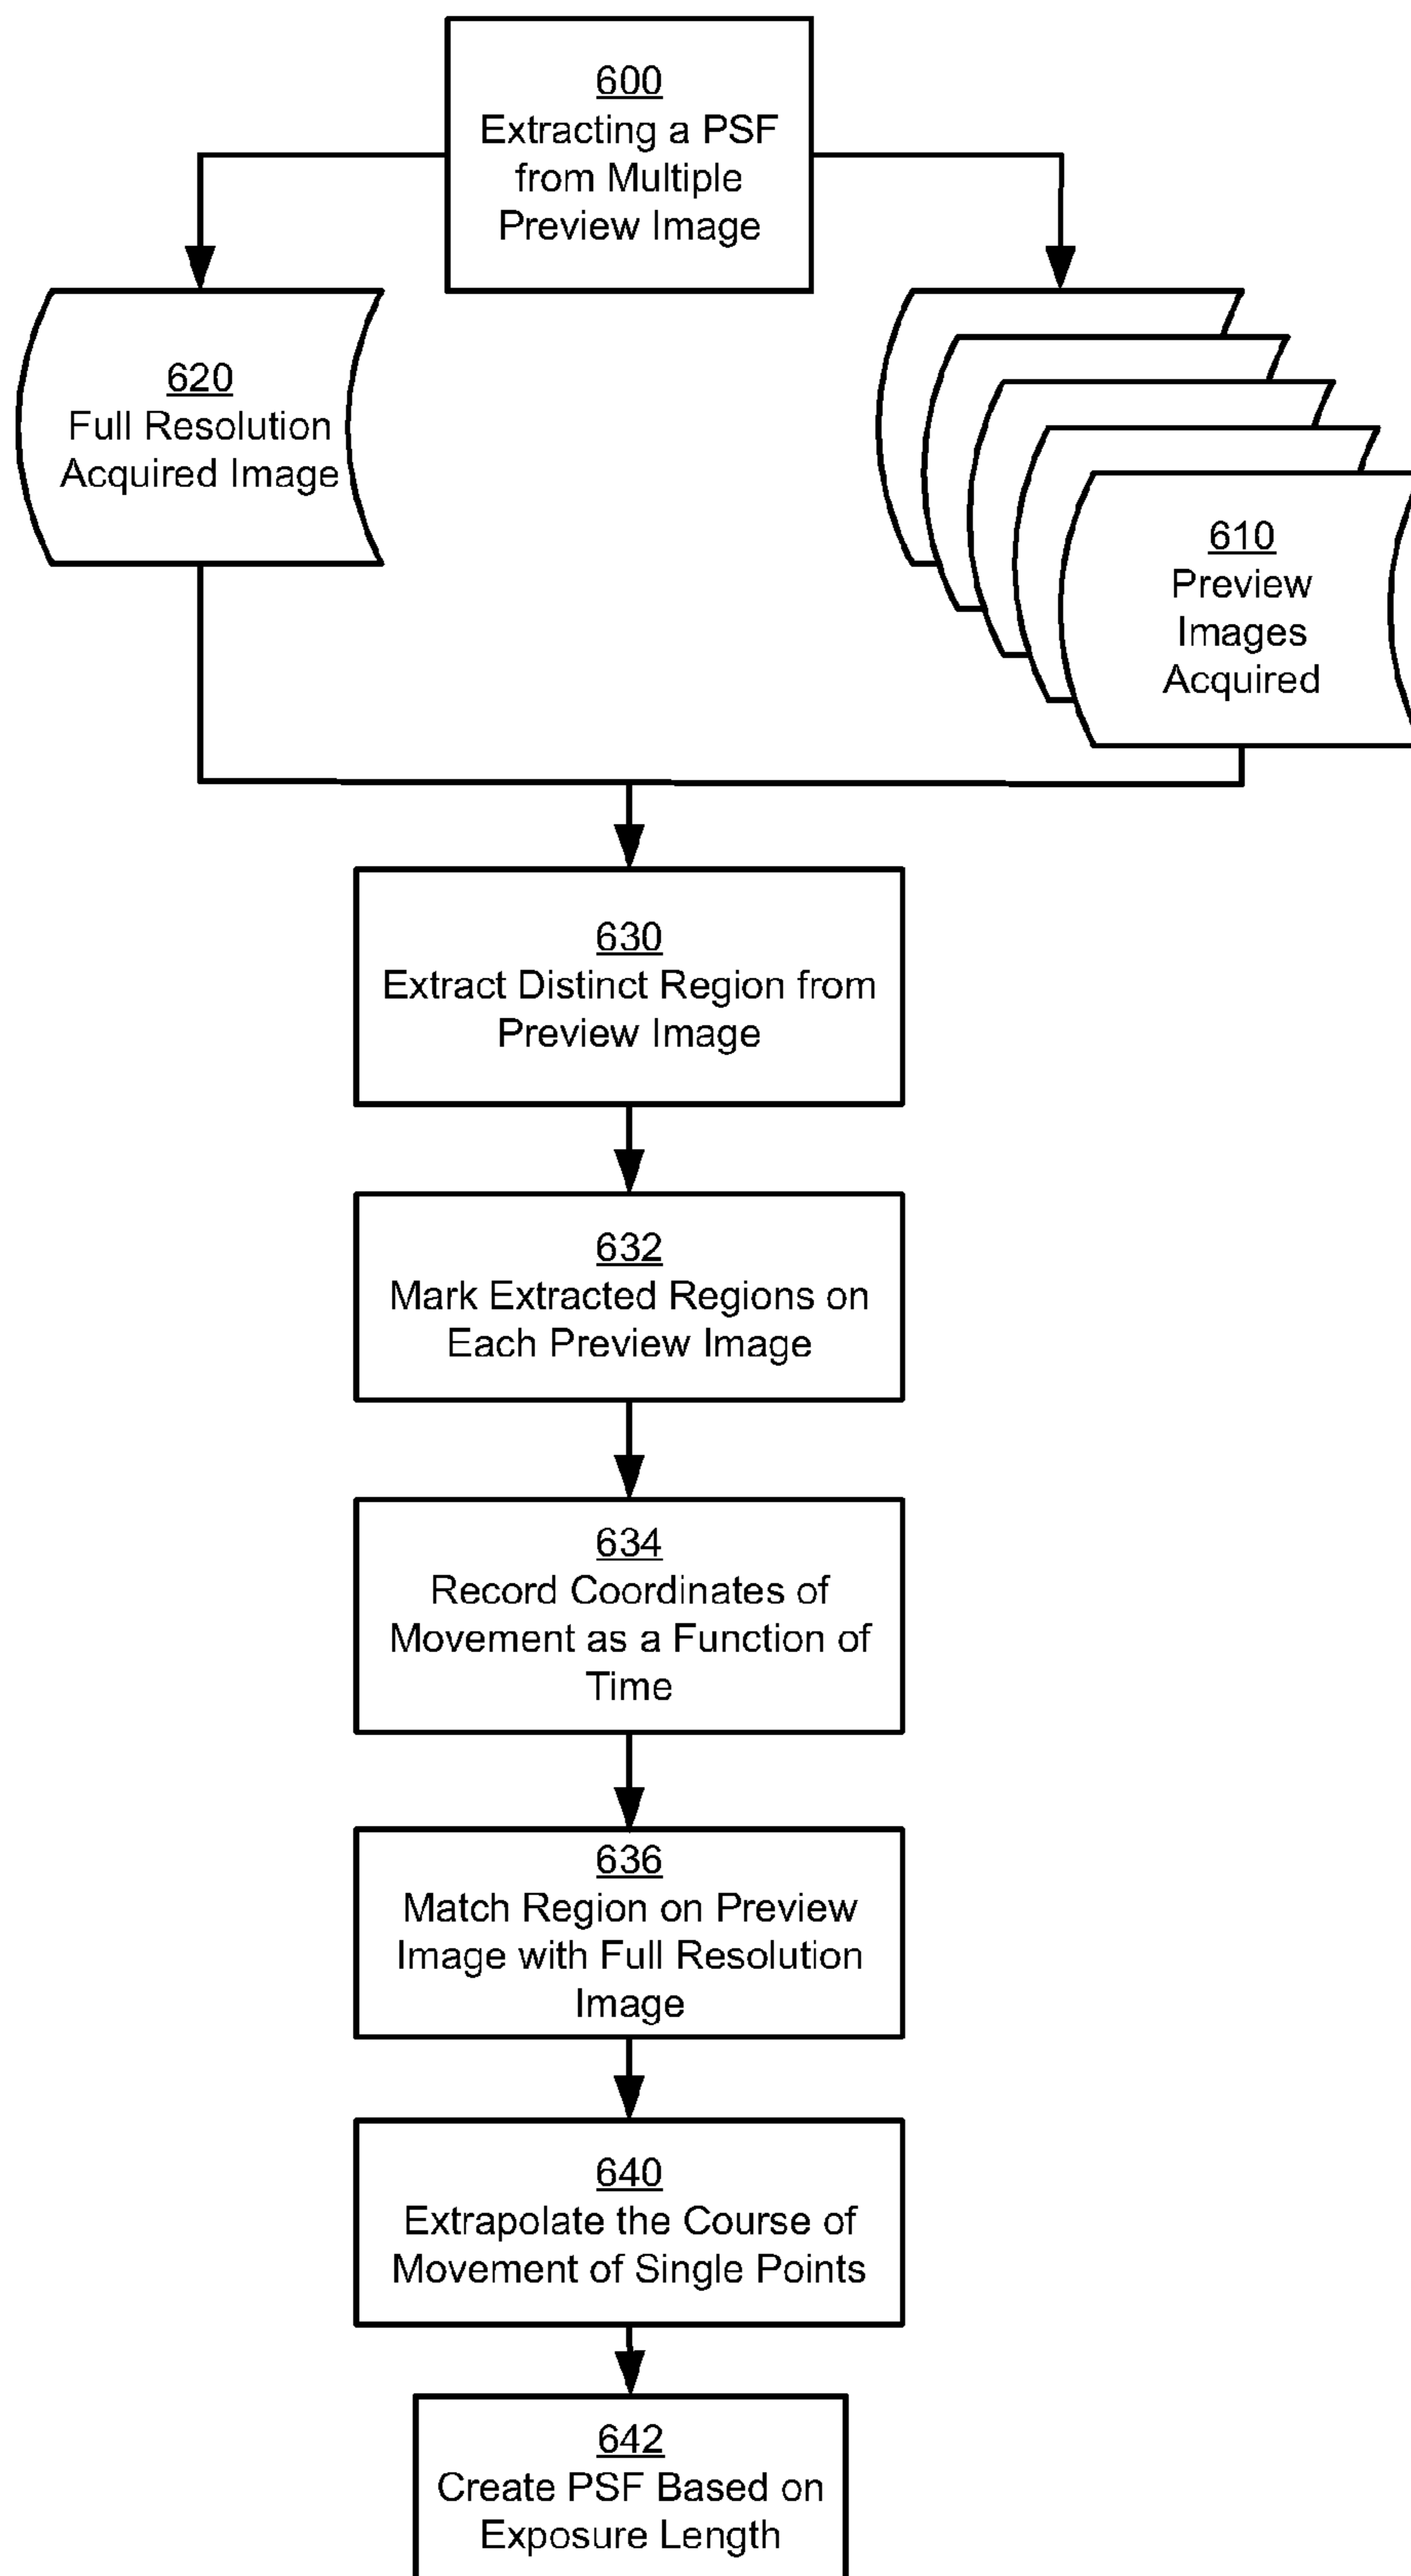 600
Extracting a PSF
from Multiple
Preview Image
620
Full Resolution
Acquired Image
610
Preview
Images
Acquired
630
Extract Distinct Region from
Preview Image
632
Mark Extracted Regions on
Each Preview Image
634
Record Coordinates of
Movement as a Function of
Time
636
Match Region on Preview
Image with Full Resolution
Image
640
Extrapolate the Course of
Movement of Single Points
642
Create PSF Based on
Exposure Length